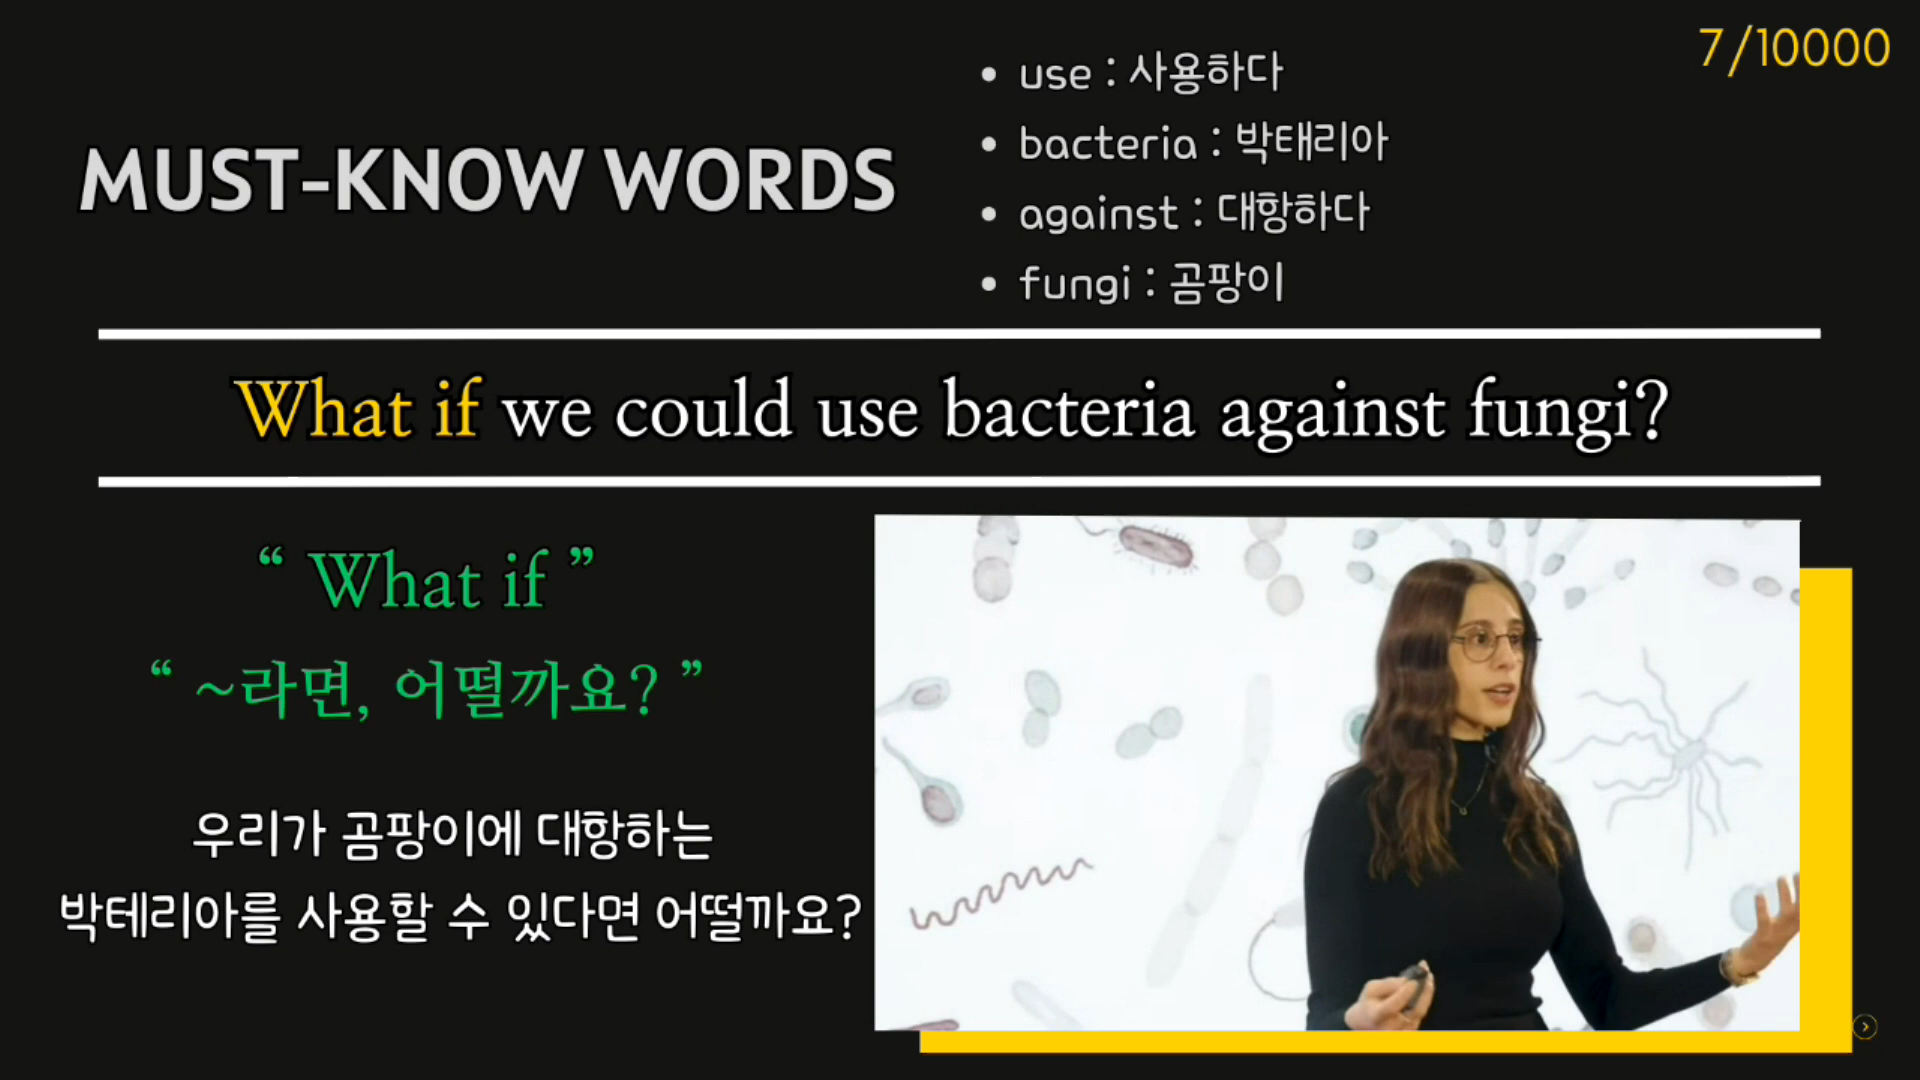 7/10000
MUST-KNOW WORDS
• use : 사용하다
• bacteria : 박태리아
• against : 대항하다
• fungi : 곰팡이
What if we could use bacteria against fungi?
“ What if ”
“ ~라면, 어떨까요? ”
우리가 곰팡이에 대항하는
박테리아를 사용할 수 있다면 어떨까요?